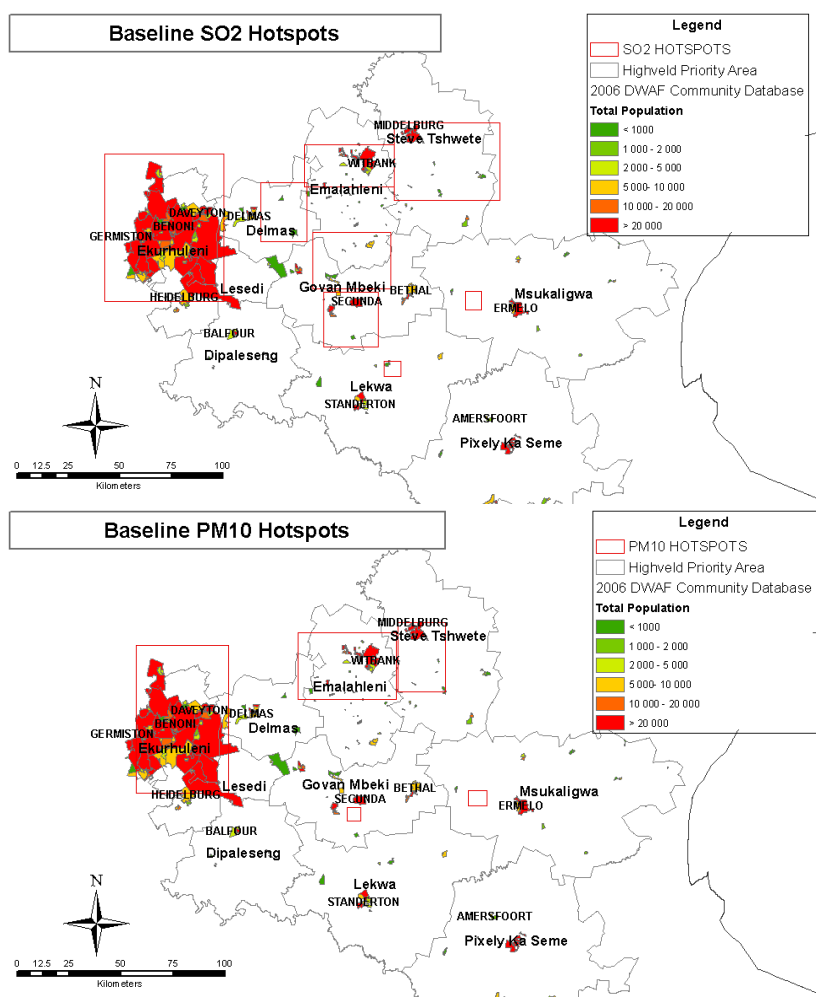 Baseline SO2 Hotspots
Legend
SO2 HOTSPOTS
Highveld Priority Area
2006 DWAF Community Database
Total Population
< 1000
1 000 - 2 000
2 000 - 5 000
5 000- 10 000
10 000 - 20 000
> 20 000
MIDDELBURG
Steve Tshwete
WITBANK
Emalahleni
DAVEYTON
DELMAS
BENONI
Delmas
GERMISTON
Ekurhuleni
Lesedi
Govan Mbeki
BETHAL
HEIDELBURG
SECUNDA
Msukaligwa
ERMELO
BALFOUR
Dipaleseng
Lekwa
STANDERTON
AMERSFOORT
Pixely Ka Seme
N
0 12.5 25 50 75 100
Kilometers
Baseline PM10 Hotspots
Legend
PM10 HOTSPOTS
Highveld Priority Area
2006 DWAF Community Database
Total Population
< 1000
1 000 - 2 000
2 000 - 5 000
5 000- 10 000
10 000 - 20 000
> 20 000
MIDDELBURG
Steve Tshwete
WITBANK
Emalahleni
DAVEYTON
DELMAS
BENONI
Delmas
GERMISTON
Ekurhuleni
Lesedi
Govan Mbeki
BETHAL
HEIDELBURG
SECUNDA
Msukaligwa
ERMELO
BALFOUR
Dipaleseng
Lekwa
STANDERTON
AMERSFOORT
Pixely Ka Seme
N
0 12.5 25 50 75 100
Kilometers